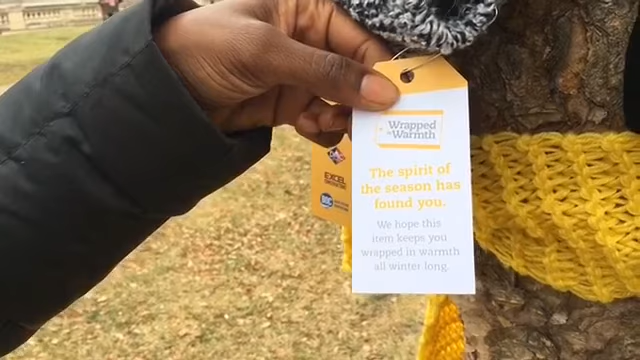 Wrapped
in Warmth
The spirit of
the season has
found you.
We hope this
item keeps you
wrapped in warmth
all winter long.
EXCEL